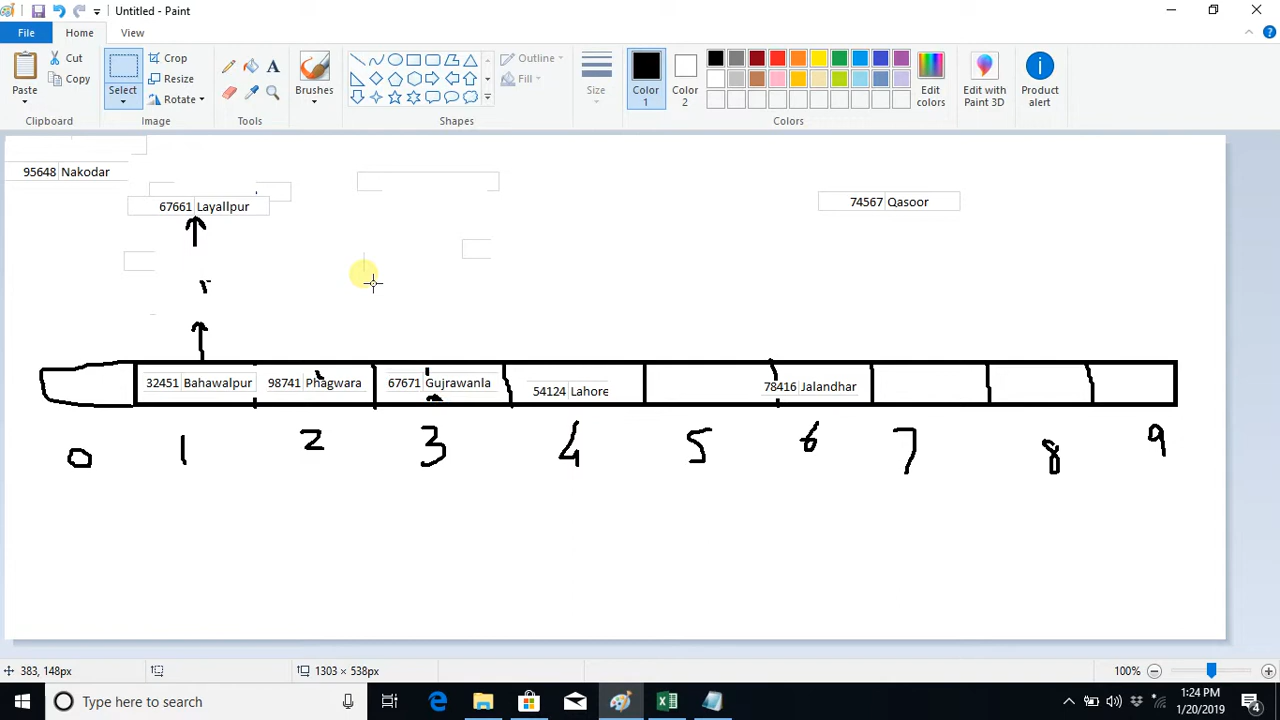 Untitled - Paint
File
Home
View
Paste
Cut
Copy
Clipboard
Select
Crop
Resize
Rotate
Image
A
Tools
Brushes
Shapes
Outline
Fill
Size
Color 1
Color 2
Edit colors
Colors
Edit with Paint 3D
Product alert
95648 Nakodar
67661 Layallpur
74567 Qasoor
r
32451 Bahawalpur
98741 Phagwara
67671 Gujrawanla
54124 Lahore
78416 Jalandhar
0 1 2 3 4 5 6 7 8 9
383, 148px
1303 × 538px
100%
Type here to search
1:24 PM
1/20/2019
4